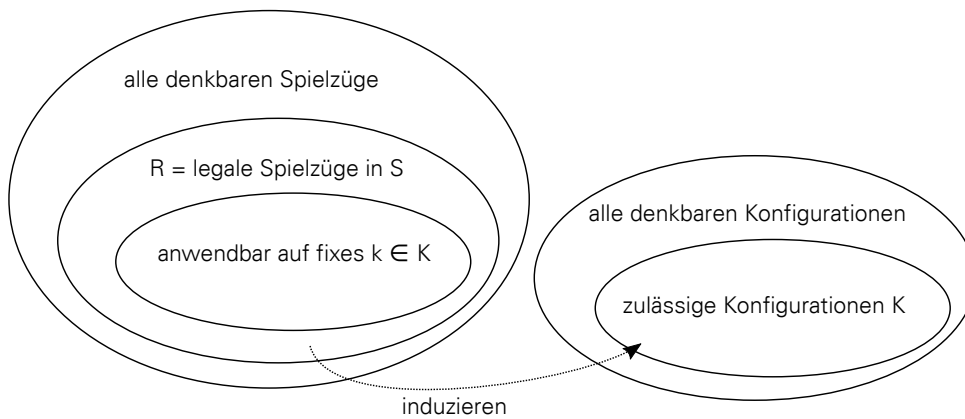 alle denkbaren Spielzüge
R = legale Spielzüge in S
anwendbar auf fixes k ∈ K
alle denkbaren Konfigurationen
zulässige Konfigurationen K
induzieren